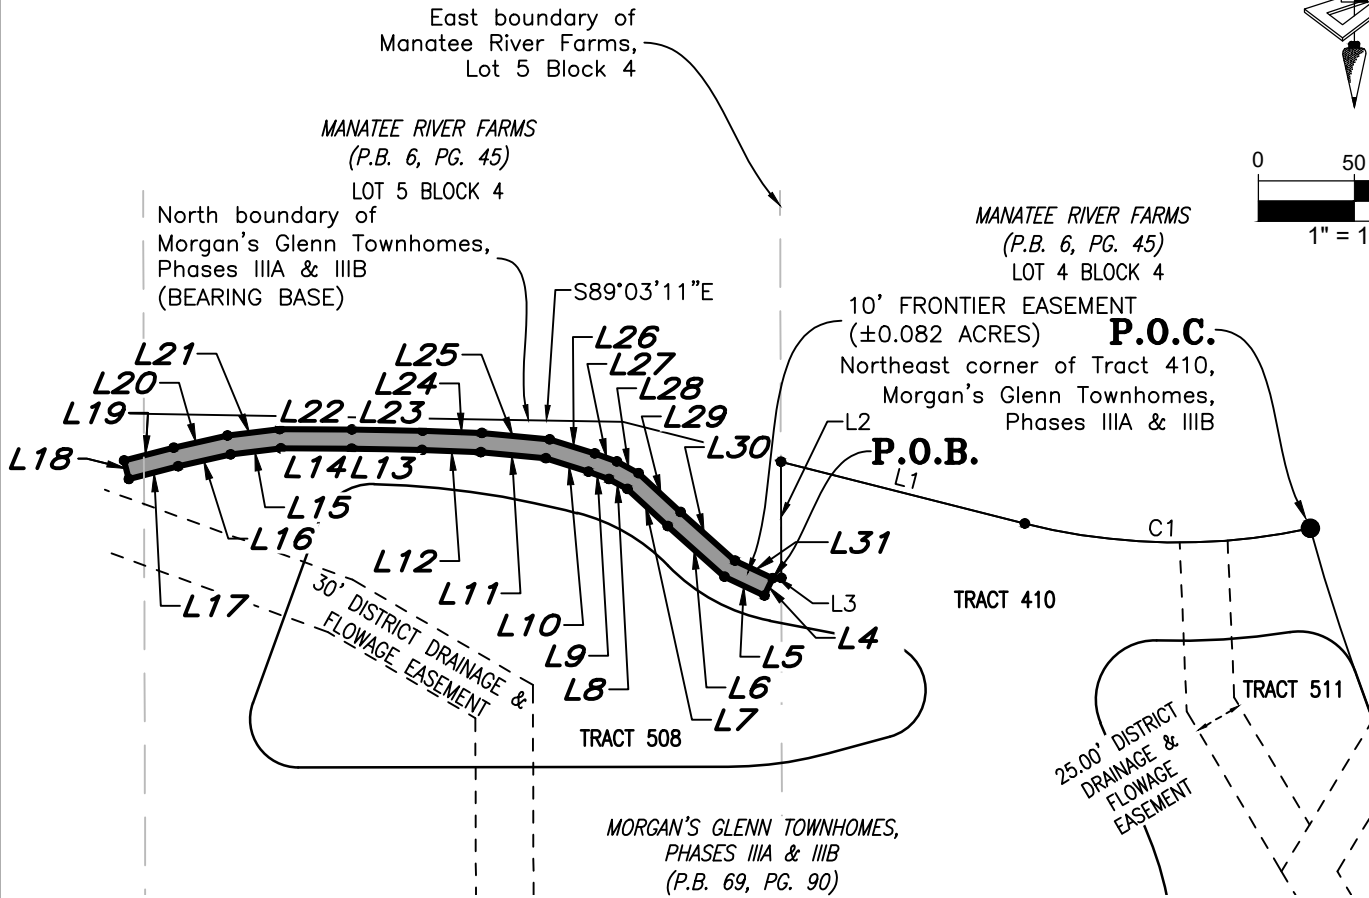 East boundary of
Manatee River Farms,
Lot 5 Block 4
MANATEE RIVER FARMS
(P.B. 6, PG. 45)
LOT 5 BLOCK 4
North boundary of
Morgan's Glenn Townhomes,
Phases IIIA & IIIB
(BEARING BASE)
S89°03'11"E
0 50
1" = 1
MANATEE RIVER FARMS
(P.B. 6, PG. 45)
LOT 4 BLOCK 4
10' FRONTIER EASEMENT
(±0.082 ACRES)
P.O.C.
Northeast corner of Tract 410,
Morgan's Glenn Townhomes,
Phases IIIA & IIIB
L2
P.O.B.
L1
C1
L3
L18
L19
L20
L21
L22
L23
L24
L25
L26
L27
L28
L29
L30
L31
L4
L5
L6
L7
L8
L9
L10
L11
L12
L13
L14
L15
L16
L17
30' DISTRICT DRAINAGE &
FLOWAGE EASEMENT
TRACT 508
TRACT 410
TRACT 511
25.00' DISTRICT
DRAINAGE &
FLOWAGE
EASEMENT
MORGAN'S GLENN TOWNHOMES,
PHASES IIIA & IIIB
(P.B. 69, PG. 90)